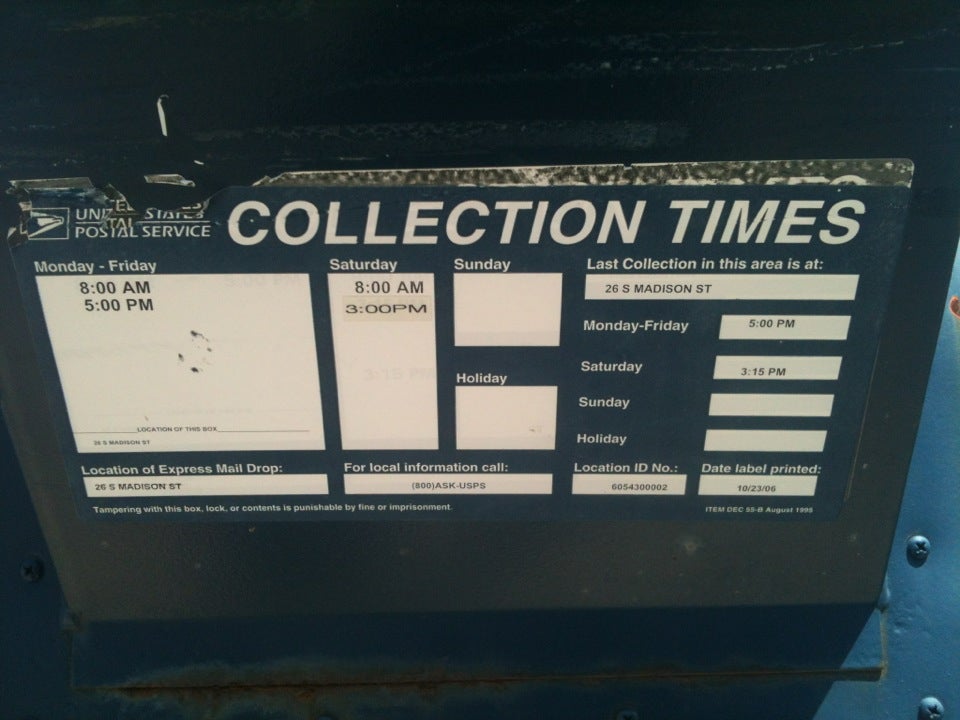 UNITED STATES
POSTAL SERVICE
COLLECTION TIMES
Monday - Friday
8:00 AM
5:00 PM
LOCATION OF THIS BOX
26 S MADISON ST
Saturday
8:00 AM
3:00PM
3:15 PM
Sunday
Holiday
Last Collection in this area is at:
26 S MADISON ST
Monday-Friday
5:00 PM
Saturday
3:15 PM
Sunday
Holiday
Location of Express Mail Drop:
26 S MADISON ST
For local information call:
(800)ASK-USPS
Location ID No.:
6054300002
Date label printed:
10/23/06
Tampering with this box, lock, or contents is punishable by fine or imprisonment.
ITEM DEC 55-B August 1995